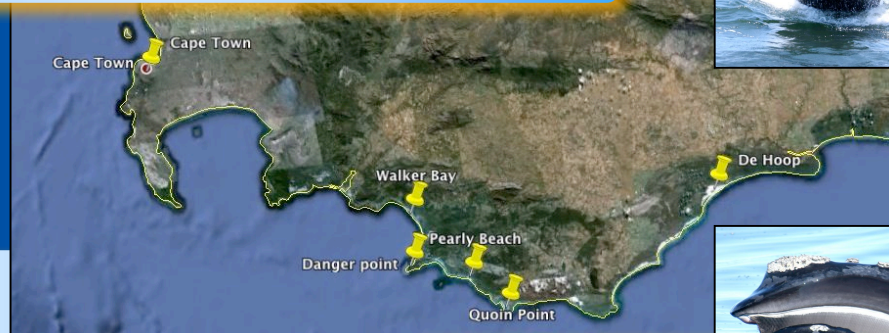 Cape Town
Cape Town
Walker Bay
De Hoop
Pearly Beach
Danger point
Quoin Point